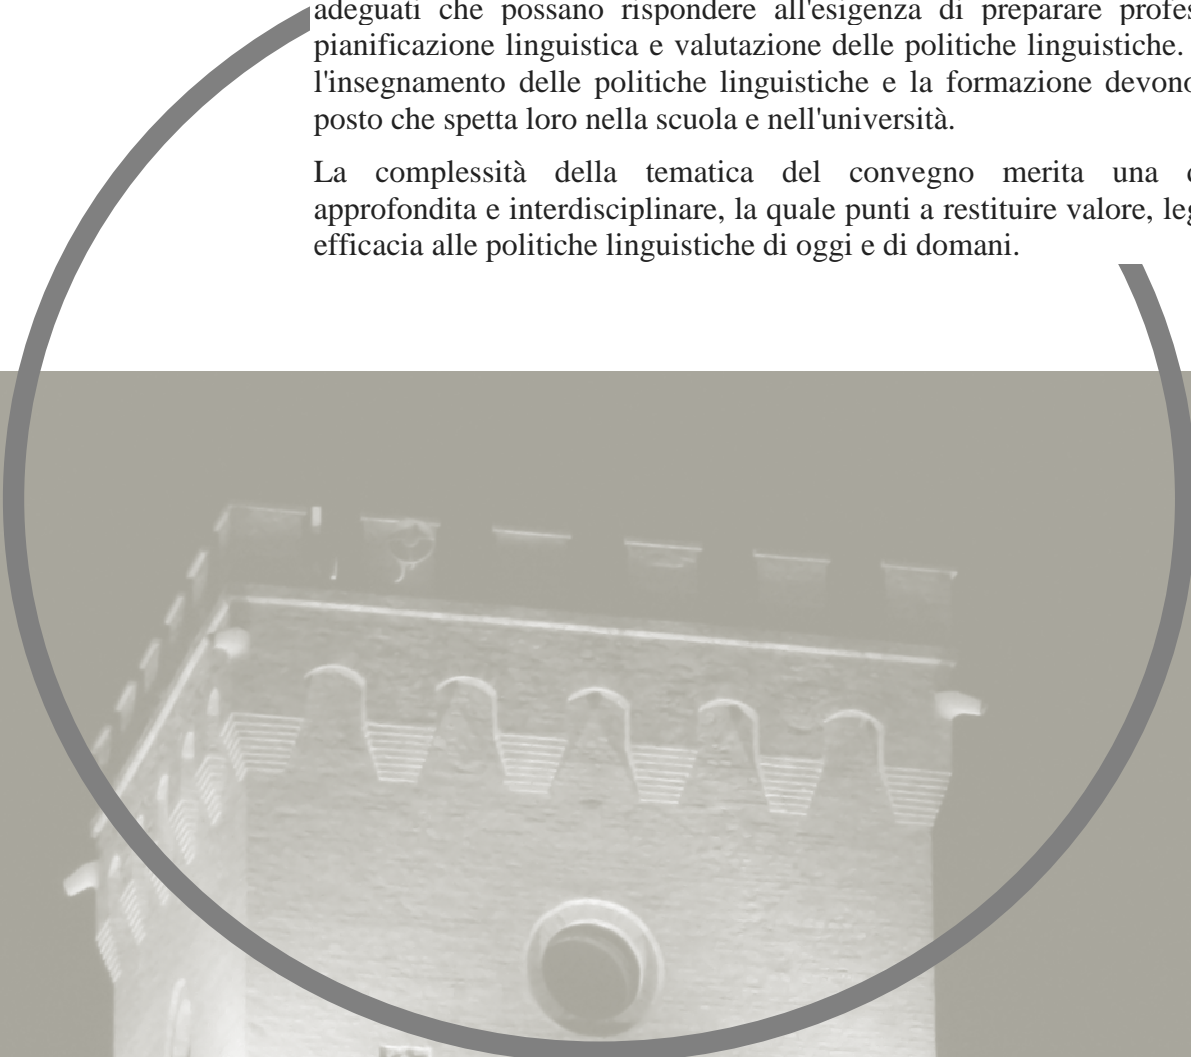 adeguati che possano rispondere all'esigenza di preparare
pianificazione linguistica e valutazione delle politiche linguistiche.
l'insegnamento delle politiche linguistiche e la formazione devono
posto che spetta loro nella scuola e nell'università.
La complessità della tematica del convegno merita una
approfondita e interdisciplinare, la quale punti a restituire valore,
efficacia alle politiche linguistiche di oggi e di domani.